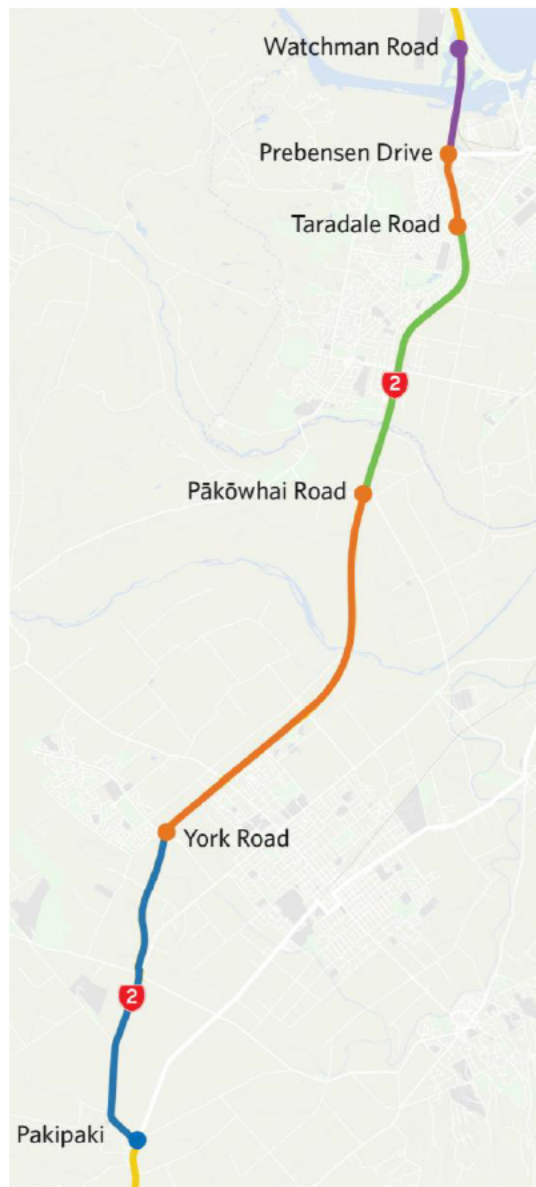 Watchman Road
Prebensen Drive
Taradale Road
2
Pākōwhai Road
York Road
2
Pakipaki